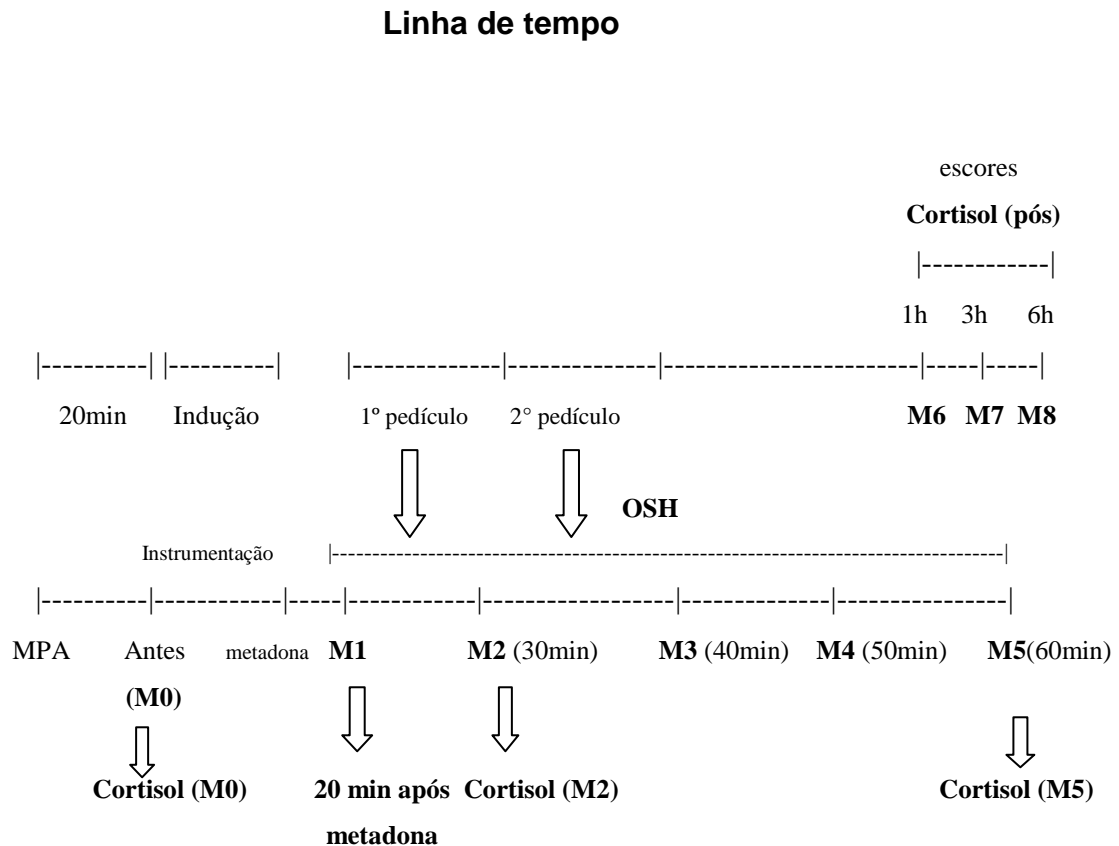 Linha de tempo
escores
Cortisol (pós)
|------------|
1h 3h 6h
|----------| |----------| |--------------|--------------|------------------------|-----|-----|
20min Indução 1º pedículo 2° pedículo M6 M7 M8
OSH
Instrumentação |------------------------------------------------------------------------------------|
|----------|------------|-----|------------|------------------|--------------|----------------|
MPA Antes metadona M1 M2 (30min) M3 (40min) M4 (50min) M5(60min)
(M0)
Cortisol (M0) 20 min após Cortisol (M2) Cortisol (M5)
metadona